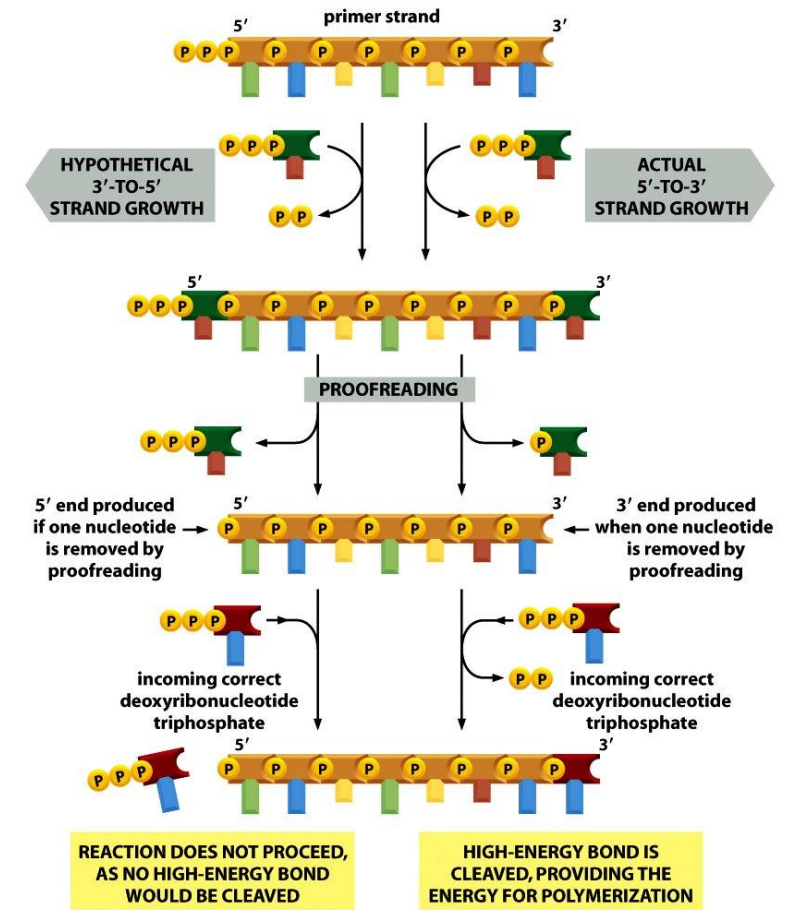 primer strand
5′ 3′
P P P P P P P P P P
HYPOTHETICAL
3′-TO-5′
STRAND GROWTH
P P P
P P
P P P
P P
ACTUAL
5′-TO-3′
STRAND GROWTH
5′ 3′
P P P P P P P P P P P P
PROOFREADING
P P P
P
5′ end produced
if one nucleotide
is removed by
proofreading
5′ 3′
P P P P P P P
3′ end produced
when one nucleotide
is removed by
proofreading
P P P
incoming correct
deoxyribonucleotide
triphosphate
P P P
P P
incoming correct
deoxyribonucleotide
triphosphate
P P P
5′ 3′
P P P P P P P P
REACTION DOES NOT PROCEED,
AS NO HIGH-ENERGY BOND
WOULD BE CLEAVED
HIGH-ENERGY BOND IS
CLEAVED, PROVIDING THE
ENERGY FOR POLYMERIZATION